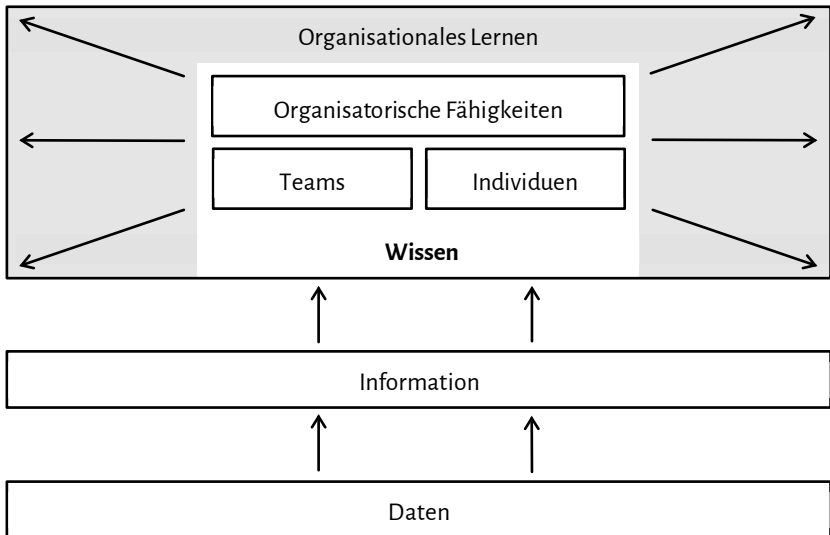 Organisationales Lernen
Organisatorische Fähigkeiten
Teams
Individuen
Wissen
Information
Daten